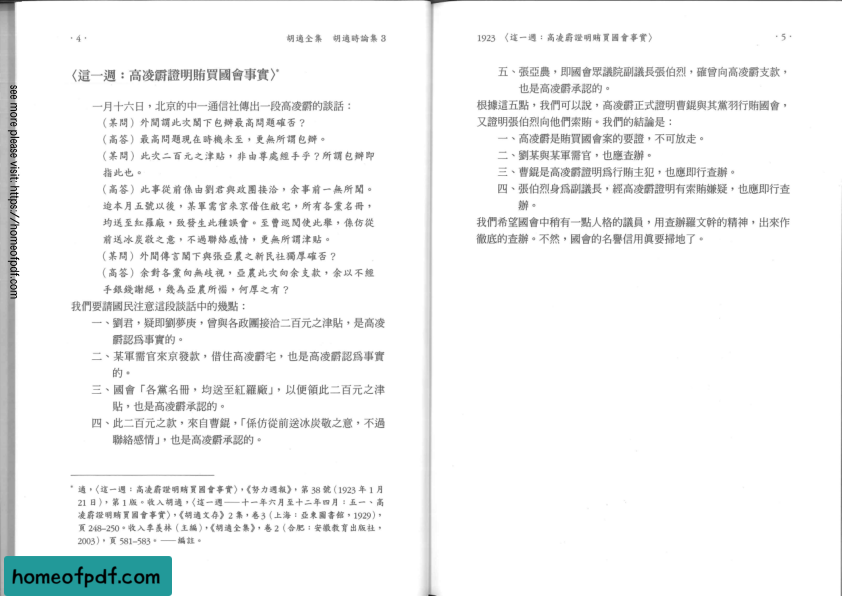 ·4·
胡適全集　胡適時論集3
〈這一週：高凌霨證明賄買國會事實〉*
一月十六日，北京的中一通信社傳出一段高凌霨的談話：
（某問）外間謂此次閣下包辦最高問題確否？
（高答）最高問題現在時機未至，更無所謂包辦。
（某問）此次二百元之津貼，非由尊處經手乎？所謂包辦即
指此也。
（高答）此事從前係由劉君與政團接洽，余事前一無所聞。
迨本月五號以後，某軍需官來京借住敝宅，所有各黨名冊，
均送至紅羅廠，致發生此種誤會。至曹巡閱使此舉，係仿從
前送冰炭敬之意，不過聯絡感情，更無所謂津貼。
（某問）外間傳言閣下與張亞農之新民社獨厚確否？
（高答）余對各黨向無歧視，亞農此次向余支款，余以不經
手銀錢謝絕，幾為亞農所惱，何厚之有？
我們要請國民注意這段談話中的幾點：
一、劉君，疑即劉夢庚，曾與各政團接洽二百元之津貼，是高凌
霨認爲事實的。
二、某軍需官來京發款，借住高凌霨宅，也是高凌霨認爲事實
的。
三、國會「各黨名冊，均送至紅羅廠」，以便領此二百元之津
貼，也是高凌霨承認的。
四、此二百元之款，來自曹錕，「係仿從前送冰炭敬之意，不過
聯絡感情」，也是高凌霨承認的。
* 適，〈這一週：高凌霨證明賄買國會事實〉，《努力週報》，第 38 號（1923 年 1 月
21 日），第 1 版。收入胡適，〈這一週——十一年六月至十二年四月：五一、高
凌霨證明賄買國會事實〉，《胡適文存》2 集，卷3（上海：亞東圖書館，1929），
頁 248–250。收入季羨林（主編），《胡適全集》，卷2（合肥：安徽教育出版社，
2003），頁 581–583。——編註。
1923 〈這一週：高凌霨證明賄買國會事實〉
·5·
五、張亞農，即國會眾議院副議長張伯烈，確曾向高凌霨支款，
也是高凌霨承認的。
根據這五點，我們可以說，高凌霨正式證明曹錕與其黨羽行賄國會，
又證明張伯烈向他們索賄。我們的結論是：
一、高凌霨是賄買國會案的要證，不可放走。
二、劉某與某軍需官，也應查辦。
三、曹錕是高凌霨證明爲行賄主犯，也應即行查辦。
四、張伯烈身爲副議長，經高凌霨證明有索賄嫌疑，也應即行查
辦。
我們希望國會中稍有一點人格的議員，用查辦羅文幹的精神，出來作
徹底的查辦。不然，國會的名譽信用眞要掃地了。
see more please visit: https://homeofpdf.com
homeofpdf.com